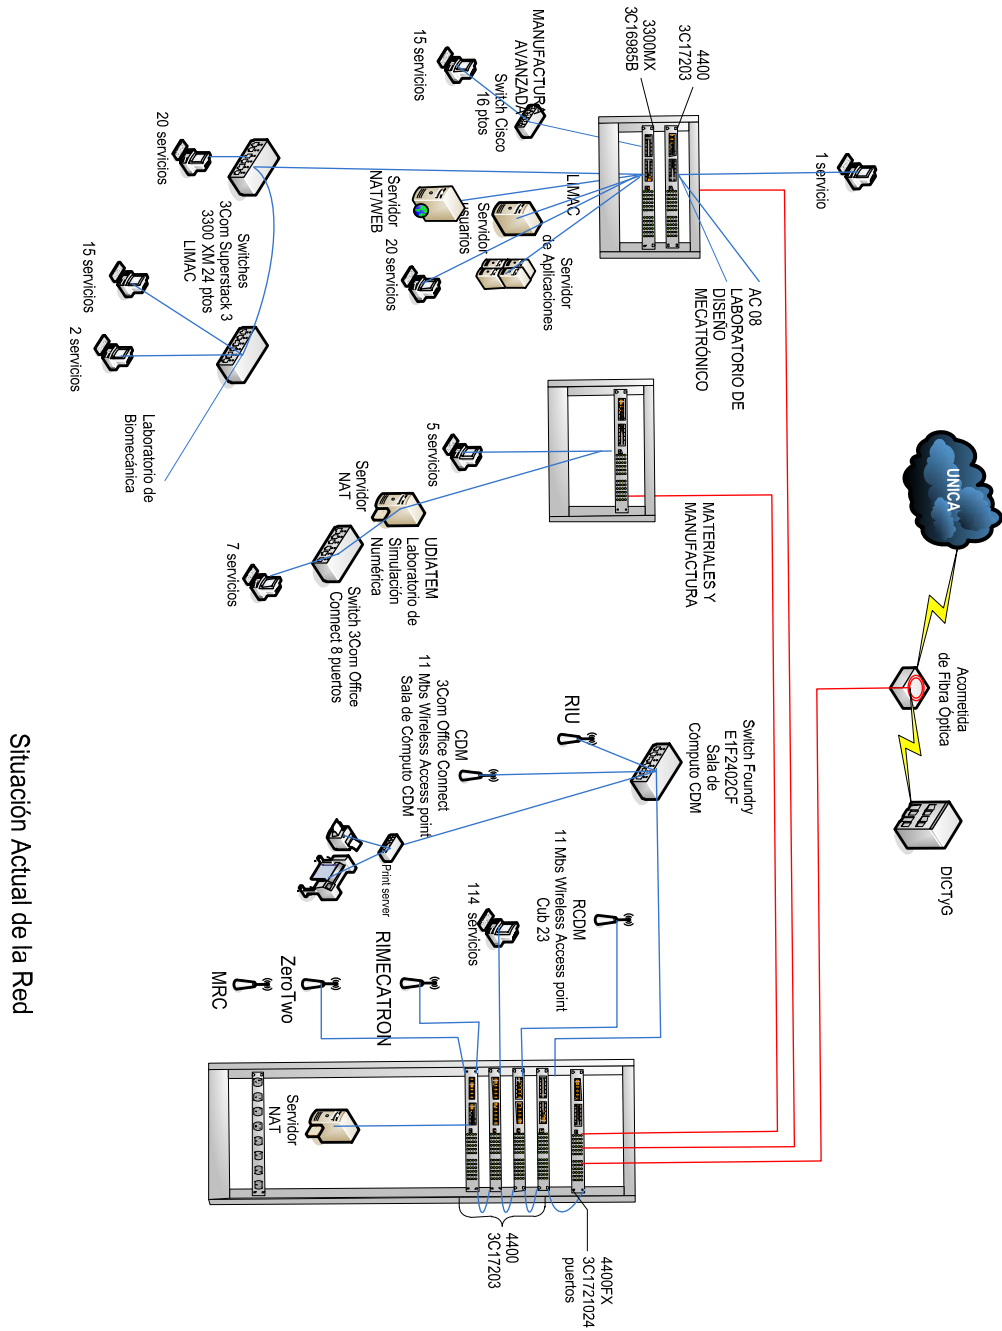 UNICA
Acometida
de Fibra Óptica
DICTyG
1 servicio
4400
3C17203
3300MX
3C16985B
AC 08
LABORATORIO DE
DISEÑO
MECATRÓNICO
MATERIALES Y
MANUFACTURA
Switch Foundry
E1F2402CF
Sala de
Cómputo CDM
MANUFACTURA
AVANZADA
Switch Cisco
16 ptos
15 servicios
LIMAC
Servidor
de Aplicaciones
Servidor
usuarios
Servidor
NAT/WEB
20 servicios
20 servicios
Switches
3Com Superstack 3
3300 XM 24 ptos
LIMAC
15 servicios
2 servicios
Laboratorio de
Biomecánica
5 servicios
Servidor
NAT
UDIATEM
Laboratorio de
Simulación
Numérica
Switch 3Com Office
Connect 8 puertos
7 servicios
RIU
CDM
3Com Office Connect
11 Mbs Wireless Access point
Sala de Cómputo CDM
Print server
RCDM
11 Mbs Wireless Access point
Cub 23
114 servicios
RIMECATRON
ZeroTwo
MRC
Servidor
NAT
4400
3C17203
4400FX
3C1721024
puertos
Situación Actual de la Red